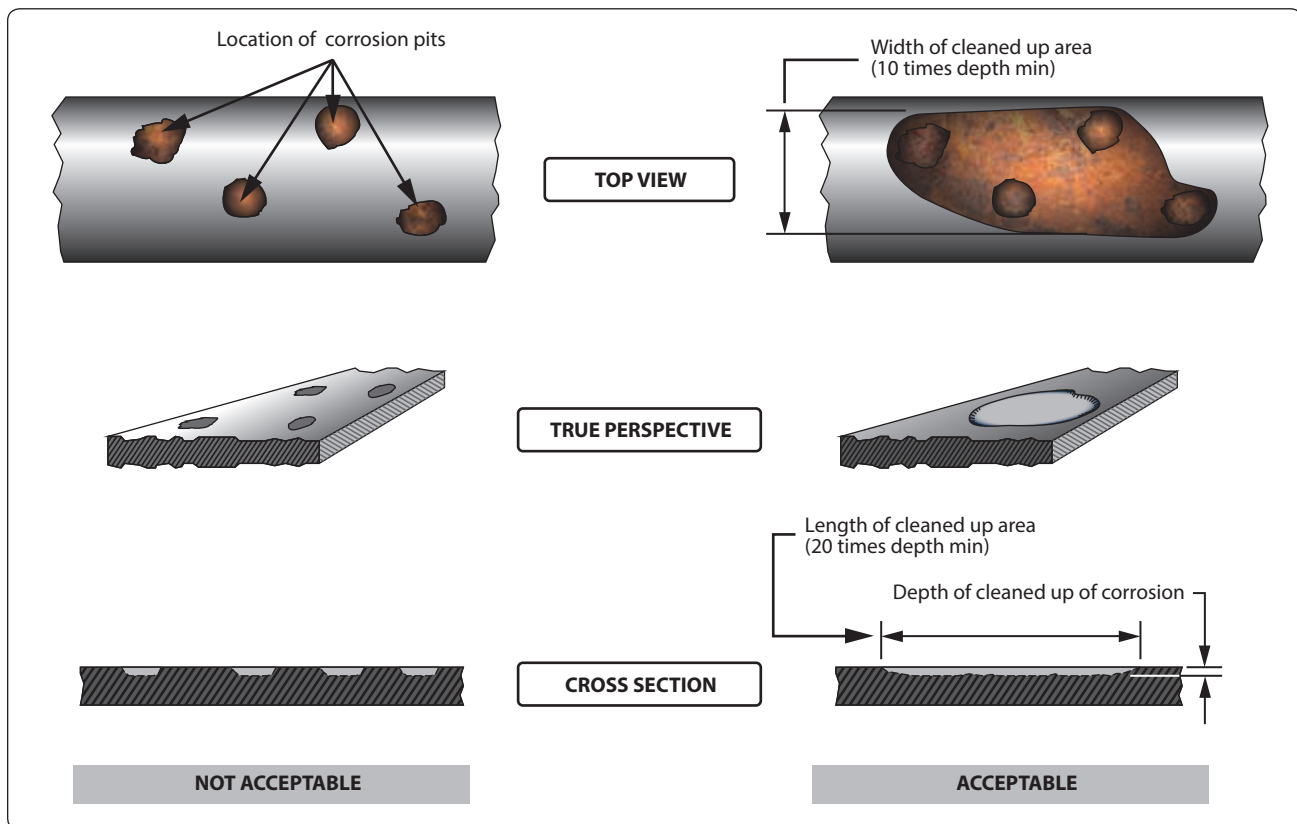 Location of corrosion pits
Width of cleaned up area
(10 times depth min)
TOP VIEW
TRUE PERSPECTIVE
Length of cleaned up area
(20 times depth min)
Depth of cleaned up of corrosion
CROSS SECTION
NOT ACCEPTABLE
ACCEPTABLE